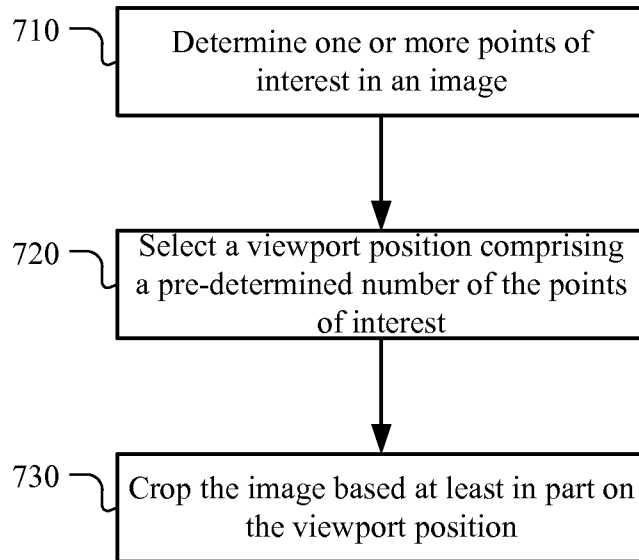 710
Determine one or more points of
interest in an image
720
Select a viewport position comprising
a pre-determined number of the points
of interest
730
Crop the image based at least in part on
the viewport position